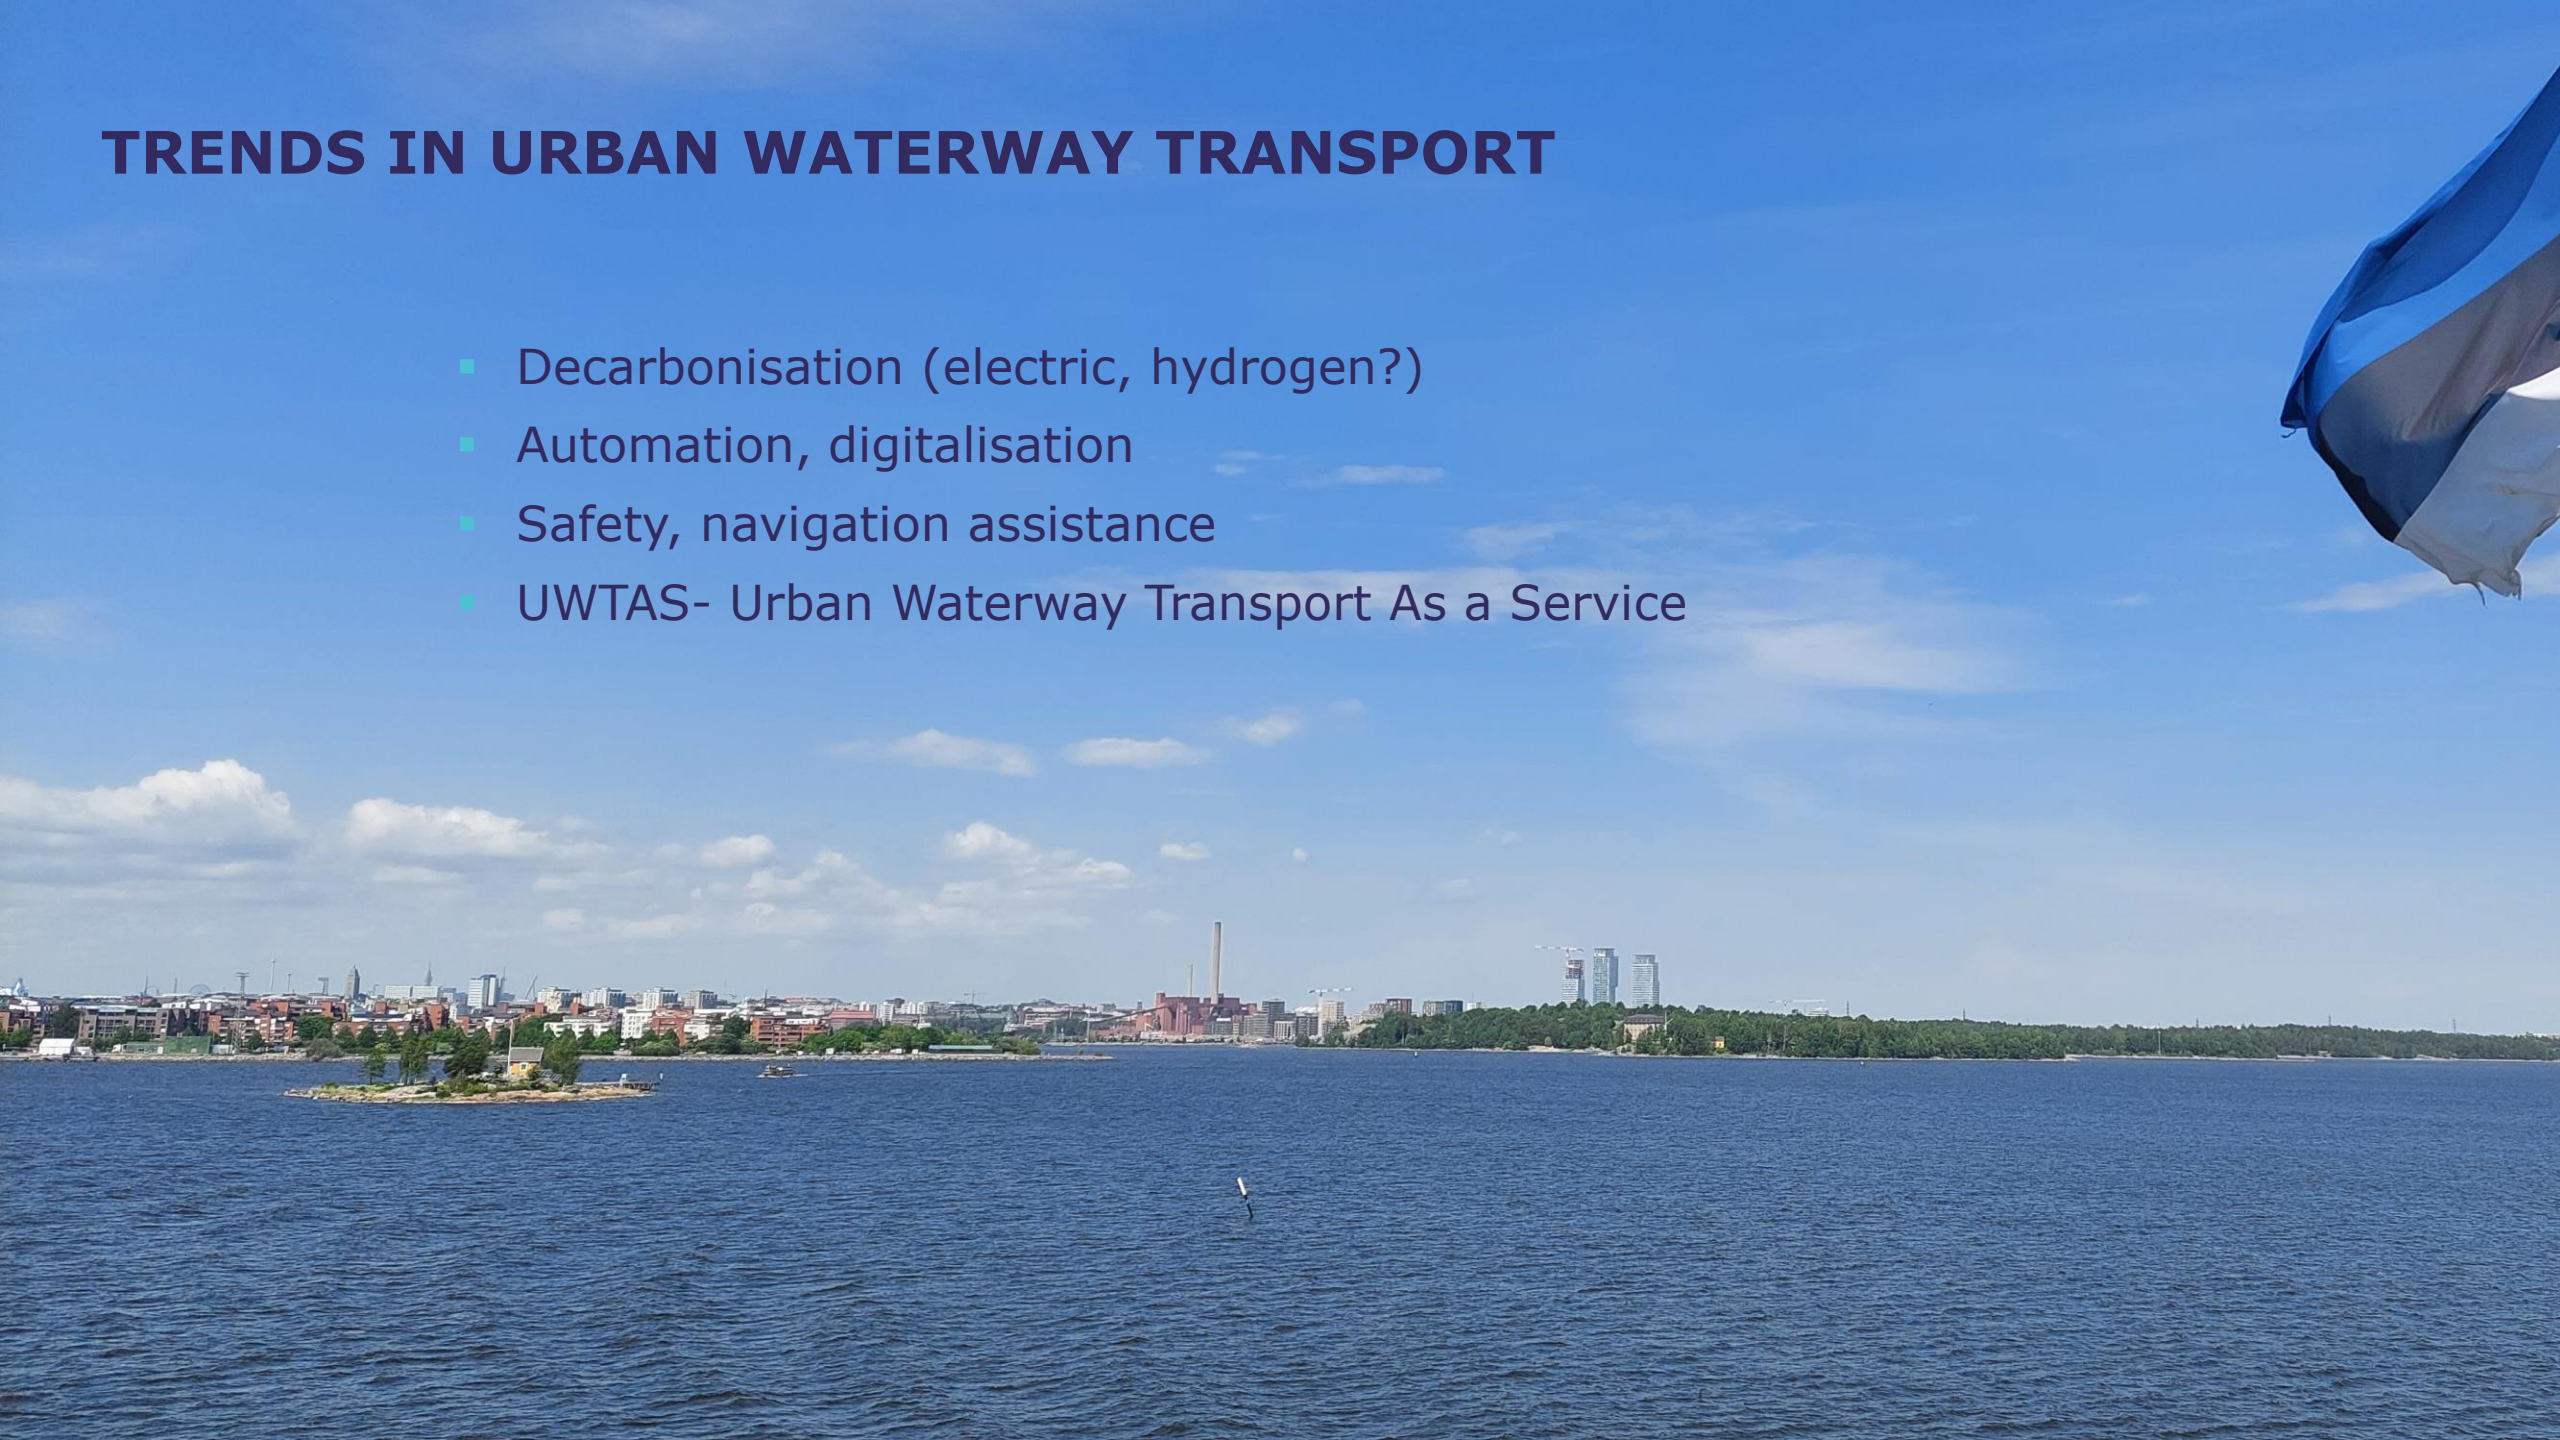 TRENDS IN URBAN WATERWAY TRANSPORT
▪ Decarbonisation (electric, hydrogen?)
▪ Automation, digitalisation
▪ Safety, navigation assistance
▪ UWTAS- Urban Waterway Transport As a Service